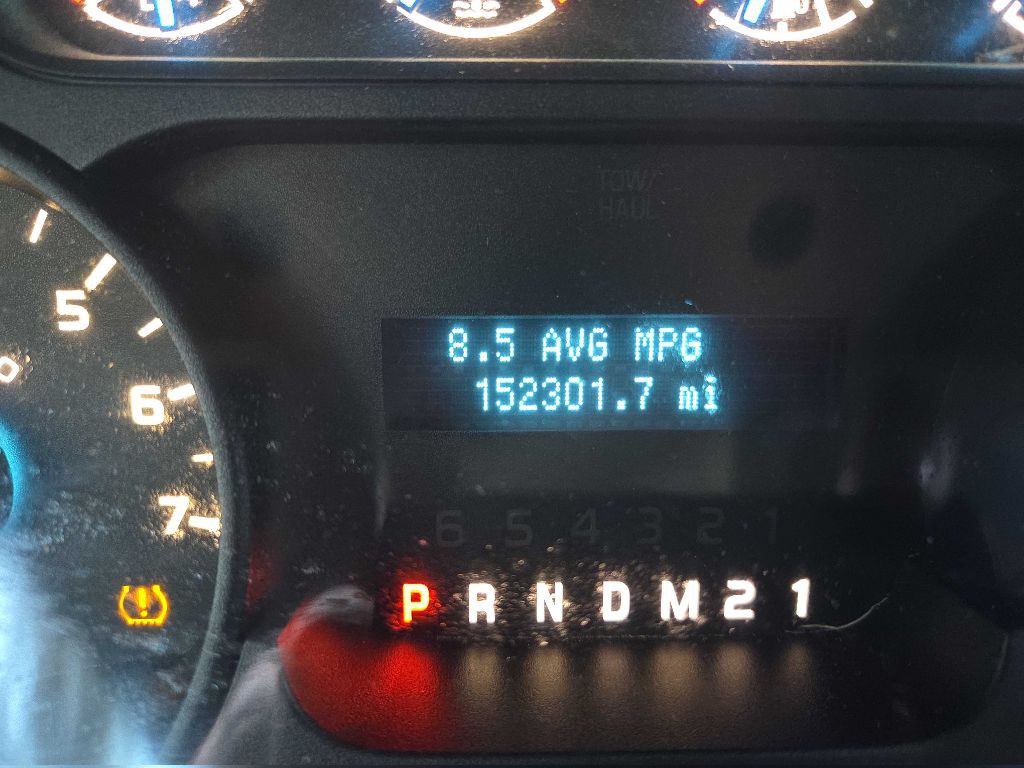 TOW/
HAUL
5
6
7
8.5 AVG MPG
152301.7 mi
6 5 4 3 2 1
P R N D M 2 1